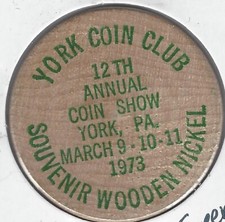 YORK COIN CLUB
12TH
ANNUAL
COIN SHOW
YORK, PA.
MARCH 9-10-11
1973
SOUVENIR WOODEN NICKEL